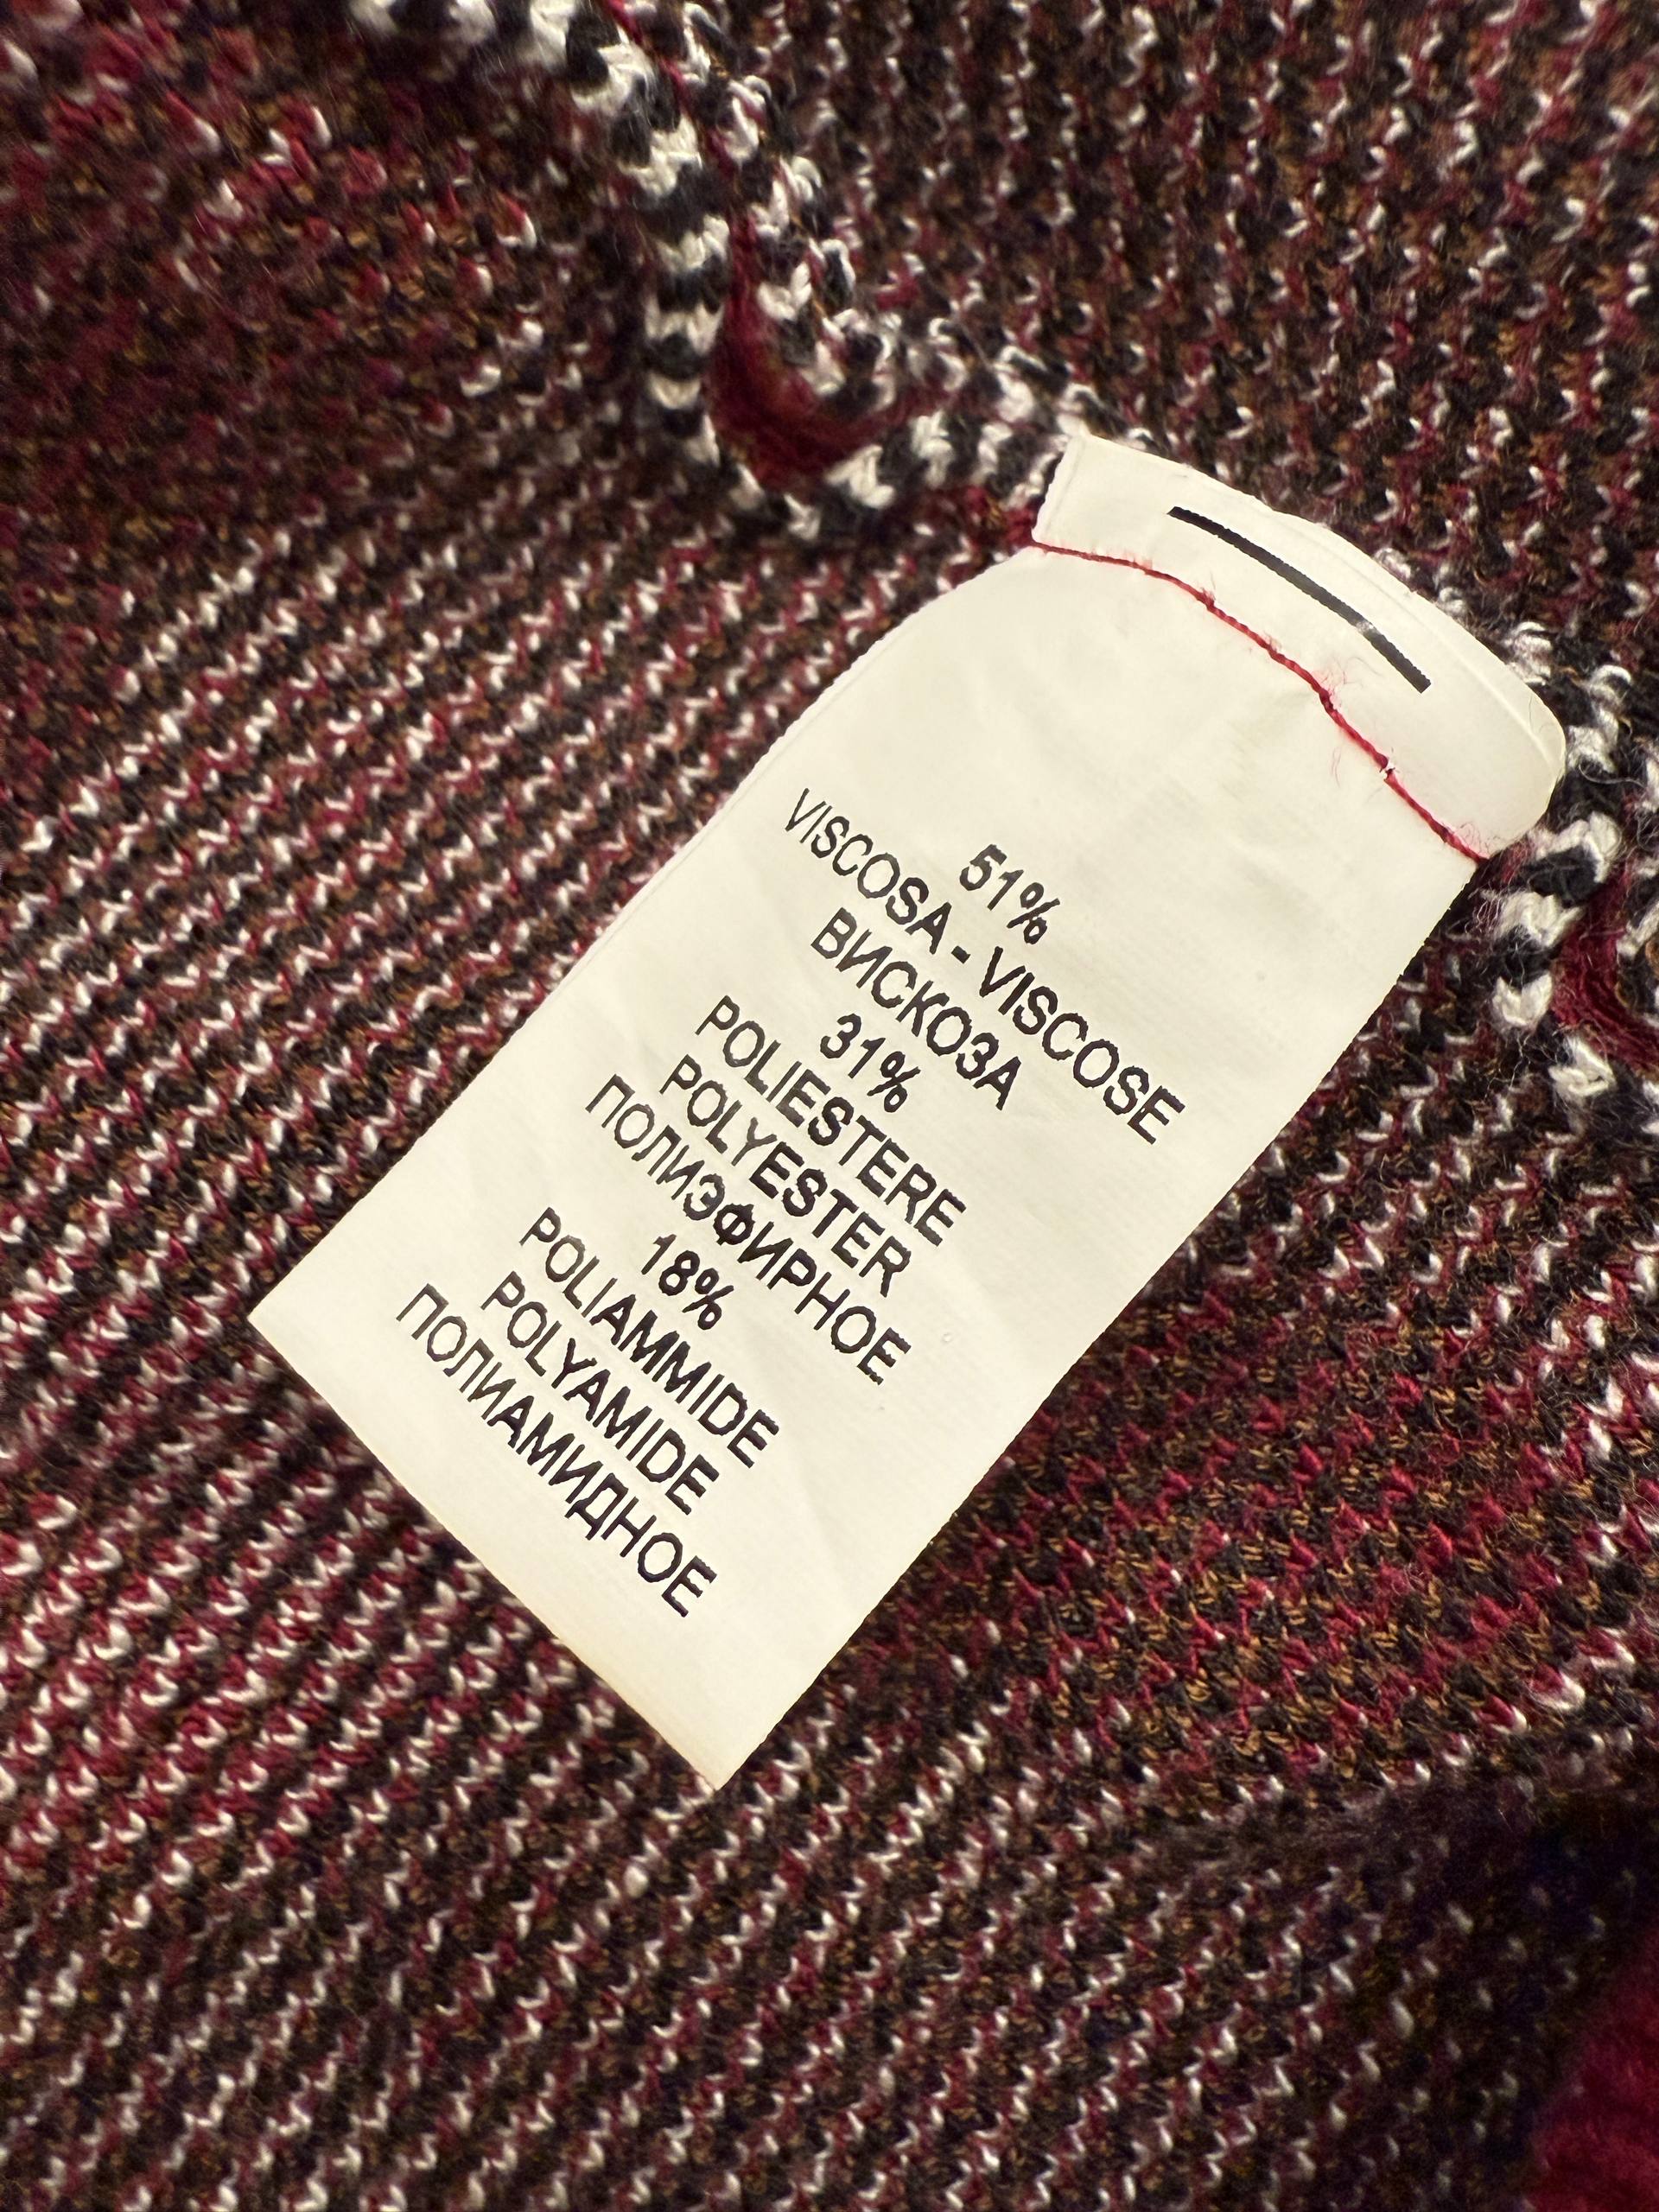 51%
VISCOSA - VISCOSE
ВИСКОЗА
31%
POLIESTERE
POLYESTER
ПОЛИЭФИРНОЕ
18%
POLIAMMIDE
POLYAMIDE
ПОЛИАМИДНОЕ